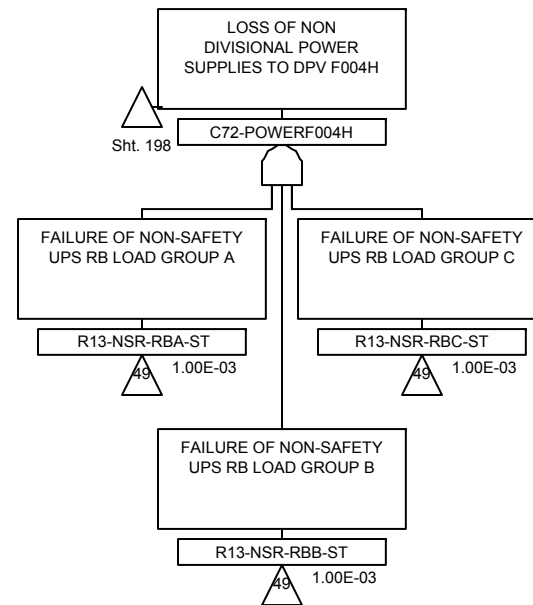 LOSS OF NON
DIVISIONAL POWER
SUPPLIES TO DPV F004H
C72-POWERF004H
Sht. 198
FAILURE OF NON-SAFETY
UPS RB LOAD GROUP A
R13-NSR-RBA-ST
49
1.00E-03
FAILURE OF NON-SAFETY
UPS RB LOAD GROUP C
R13-NSR-RBC-ST
49
1.00E-03
FAILURE OF NON-SAFETY
UPS RB LOAD GROUP B
R13-NSR-RBB-ST
49
1.00E-03